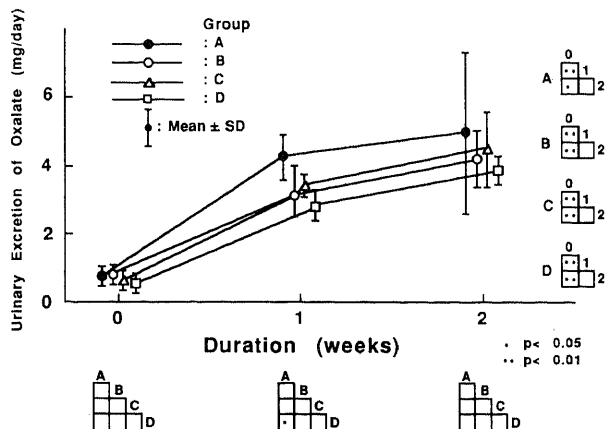 Group
: A
: B
: C
: D
: Mean ± SD
Urinary Excretion of Oxalate (mg/day)
6
4
2
0
0 1 2
Duration (weeks)
A 0 1 2
B 0 1 2
C 0 1 2
D 0 1 2
• p< 0.05
•• p< 0.01
A B C D
A B C D
A B C D